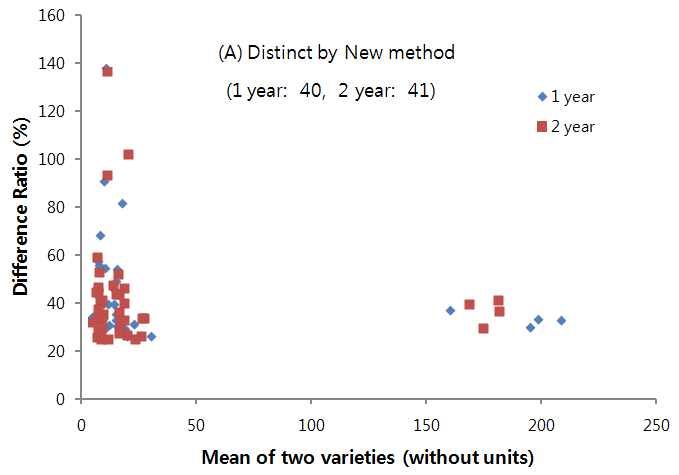 160
140
120
100
80
60
40
20
0
Difference Ratio (%)
(A) Distinct by New method
(1 year: 40, 2 year: 41)
1 year
2 year
0 50 100 150 200 250
Mean of two varieties (without units)